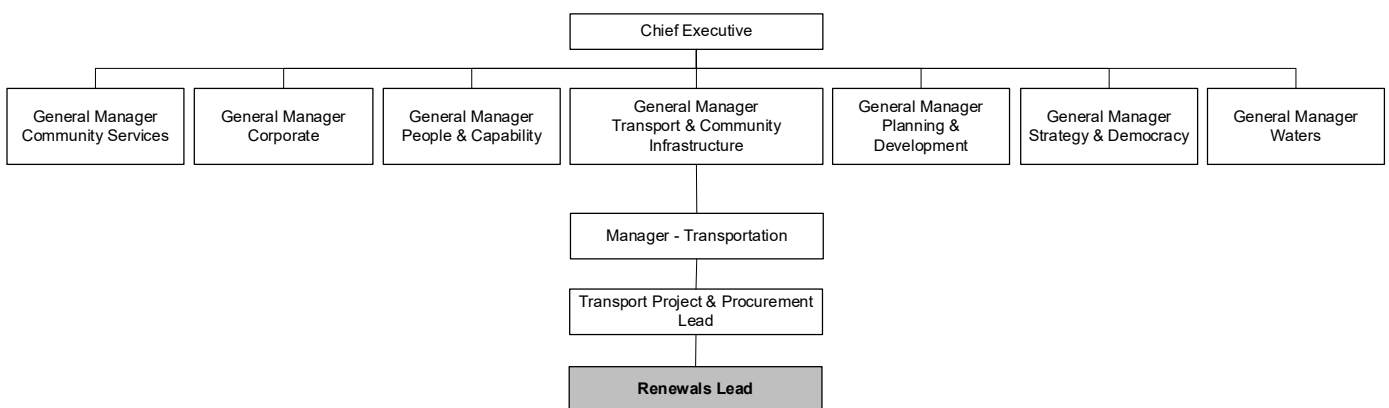 Chief Executive
General Manager
Community Services
General Manager
Corporate
General Manager
People & Capability
General Manager
Transport & Community
Infrastructure
General Manager
Planning &
Development
General Manager
Strategy & Democracy
General Manager
Waters
Manager - Transportation
Transport Project & Procurement
Lead
Renewals Lead